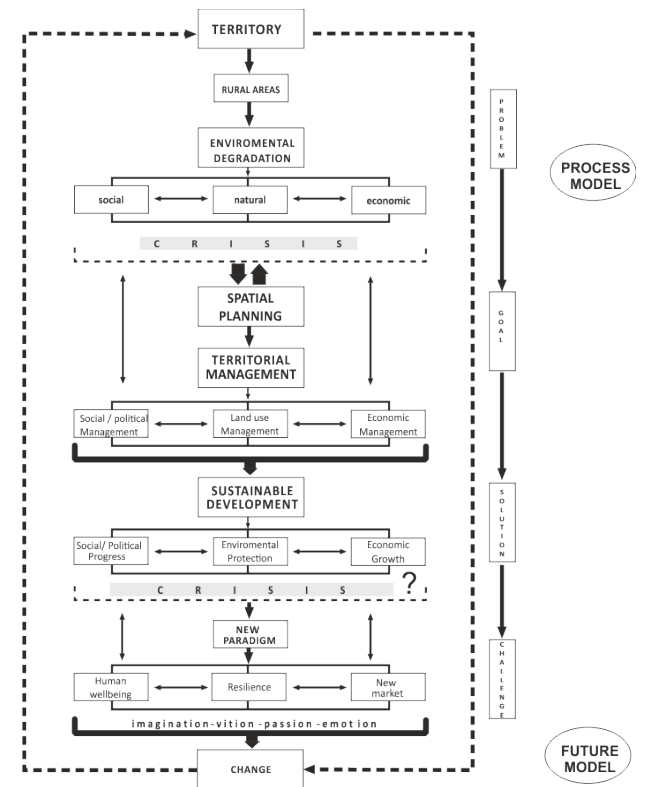 TERRITORY
RURAL AREAS
ENVIROMENTAL
DEGRADATION
social
natural
economic
C R I S I S
SPATIAL
PLANNING
TERRITORIAL
MANAGEMENT
Social / political
Management
Land use
Management
Economic
Management
SUSTAINABLE
DEVELOPMENT
Social/ Political
Progress
Enviromental
Protection
Economic
Growth
C R I S I S
?
NEW
PARADIGM
Human
wellbeing
Resilience
New
market
imagination-vition-passion-emotion
CHANGE
PROBLEM
GOAL
SOLUTION
CHALLENGE
PROCESS
MODEL
FUTURE
MODEL